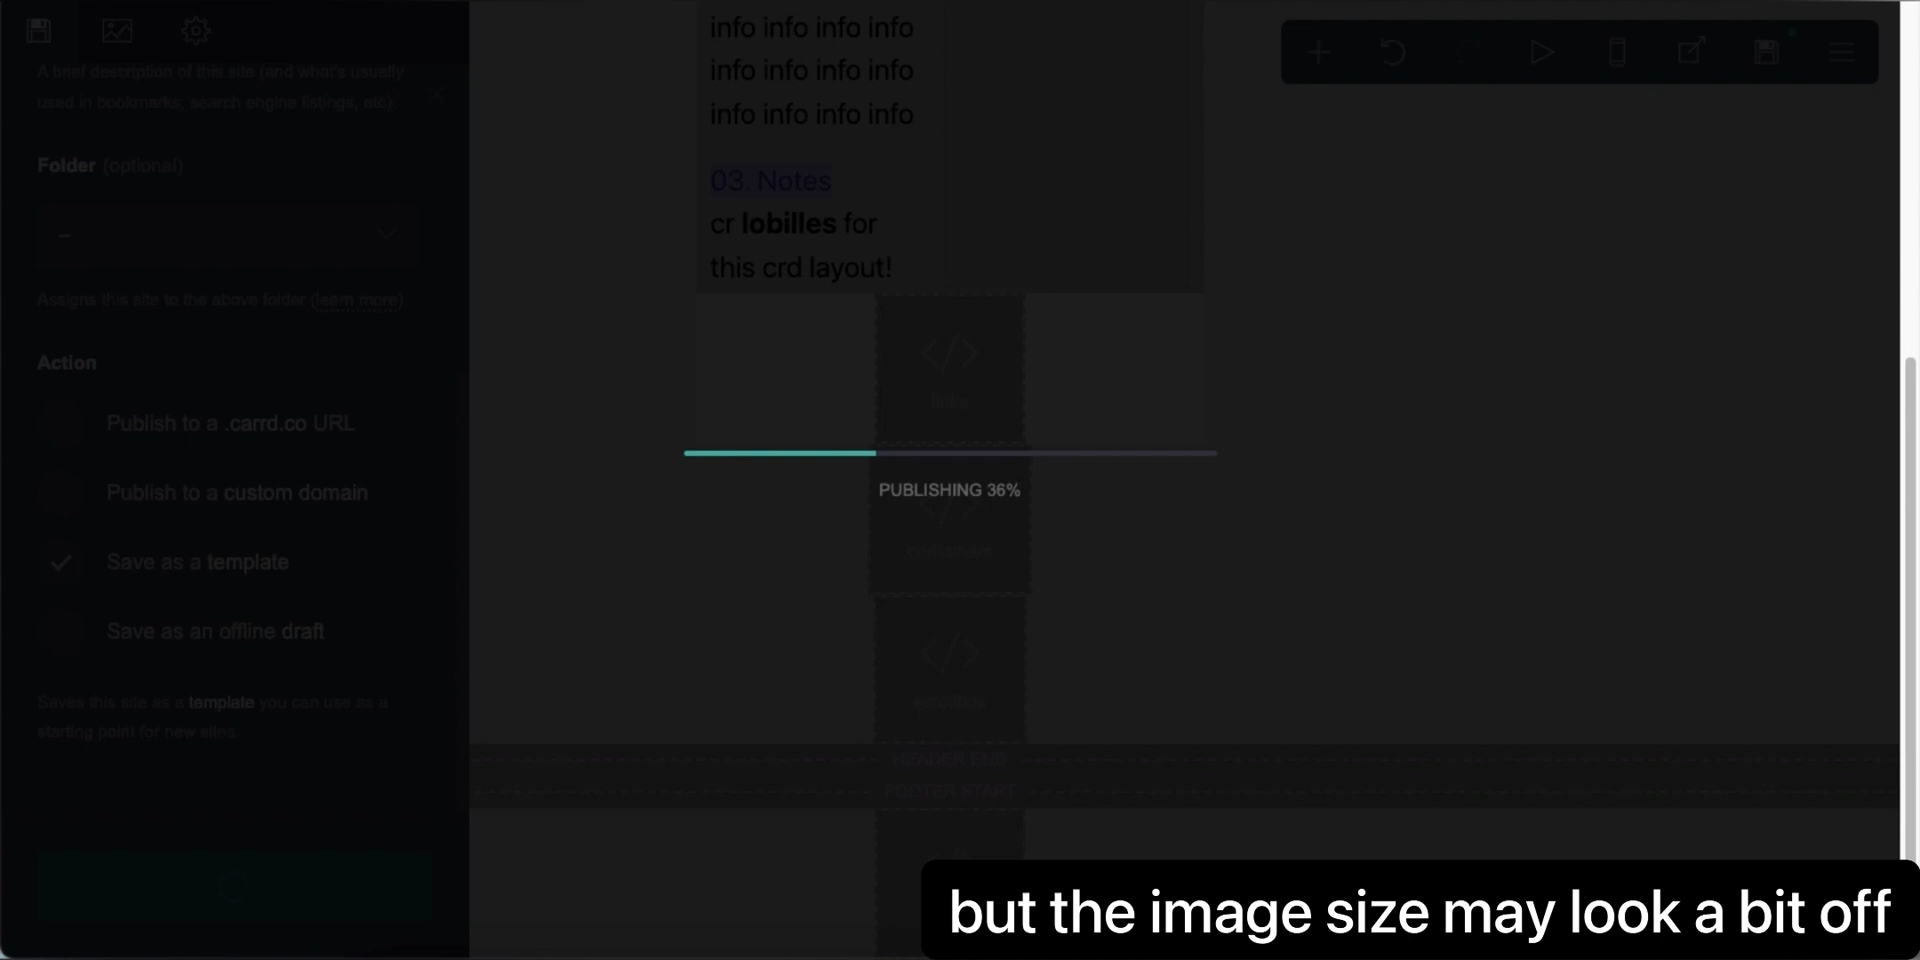 A brief description of this site (and what's usually
used in bookmarks, search engine listings, etc).
Folder (optional)
–
Assigns this site to the above folder (learn more)
Action
Publish to a .carrd.co URL
Publish to a custom domain
Save as a template
Save as an offline draft
Saves this site as a template you can use as a
starting point for new sites.
info info info info
info info info info
info info info info
03. Notes
cr lobilles for
this crd layout!
links
PUBLISHING 36%
HEADER END
FOOTER START
but the image size may look a bit off